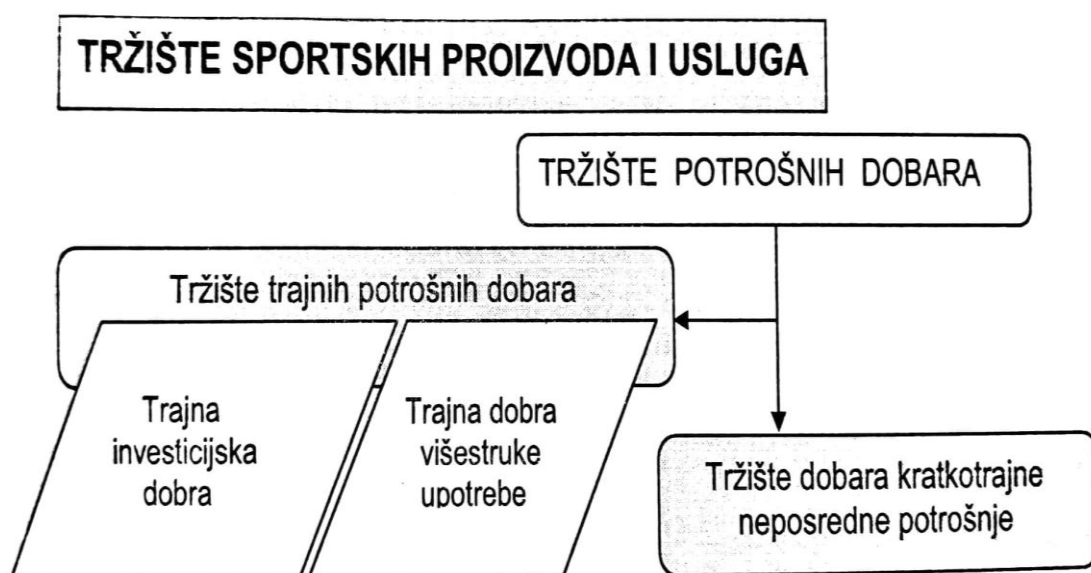 TRŽIŠTE SPORTSKIH PROIZVODA I USLUGA
TRŽIŠTE POTROŠNIH DOBARA
Tržište trajnih potrošnih dobara
Trajna
investicijska
dobra
Trajna dobra
višestruke
upotrebe
Tržište dobara kratkotrajne
neposredne potrošnje